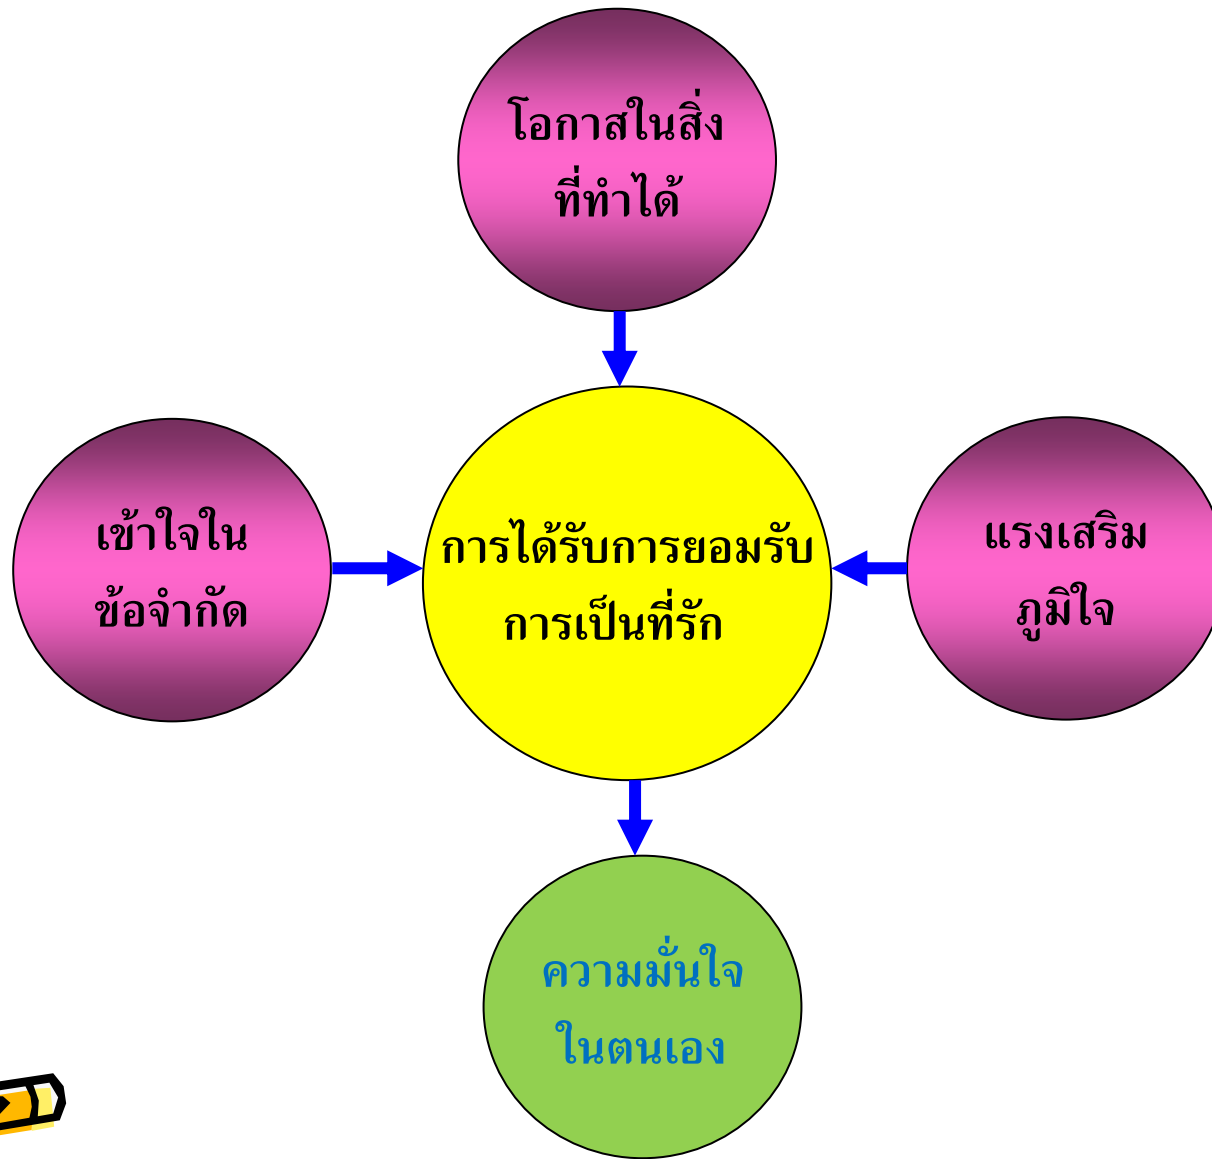 โอกาสในสิ่ง
ที่ทำได้
เข้าใจใน
ข้อจำกัด
การได้รับการยอมรับ
การเป็นที่รัก
แรงเสริม
ภูมิใจ
ความมั่นใจ
ในตนเอง